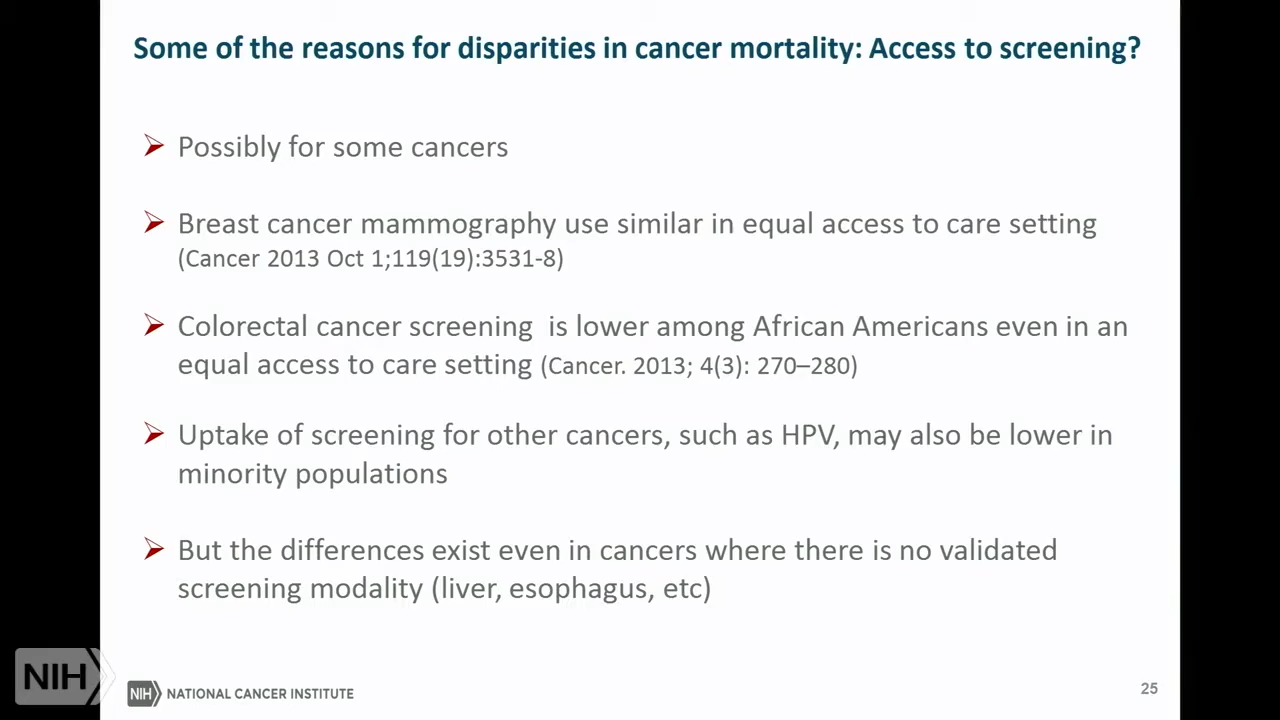 Some of the reasons for disparities in cancer mortality: Access to screening?
Possibly for some cancers
Breast cancer mammography use similar in equal access to care setting
(Cancer 2013 Oct 1;119(19):3531-8)
Colorectal cancer screening  is lower among African Americans even in an
equal access to care setting (Cancer. 2013; 4(3): 270–280)
Uptake of screening for other cancers, such as HPV, may also be lower in
minority populations
But the differences exist even in cancers where there is no validated
screening modality (liver, esophagus, etc)
NIH
NIH NATIONAL CANCER INSTITUTE
25